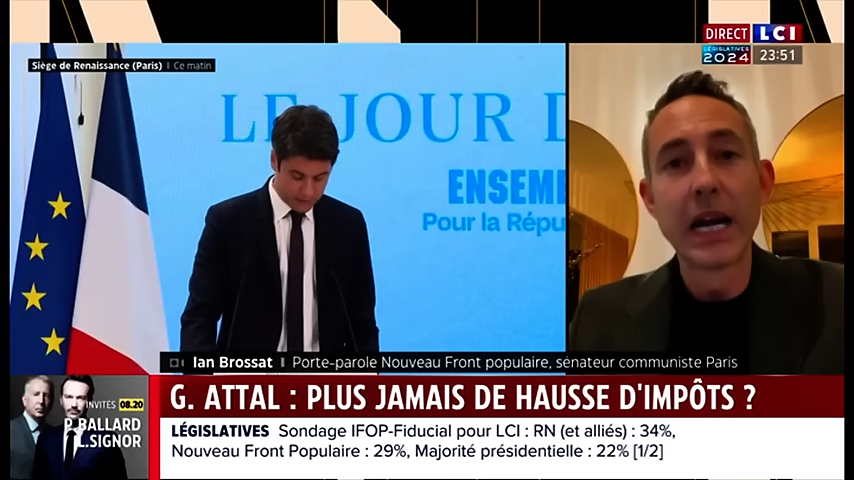 DIRECT LCI
LÉGISLATIVES
2024 23:51
Siège de Renaissance (Paris) | Ce matin
LE JOUR D
ENSEM
Pour la Répu
Ian Brossat | Porte-parole Nouveau Front populaire, sénateur communiste Paris
G. ATTAL : PLUS JAMAIS DE HAUSSE D'IMPÔTS ?
INVITÉS 08.20
P.BALLARD
L.SIGNOR
LÉGISLATIVES Sondage IFOP-Fiducial pour LCI : RN (et alliés) : 34%,
Nouveau Front Populaire : 29%, Majorité présidentielle : 22% [1/2]